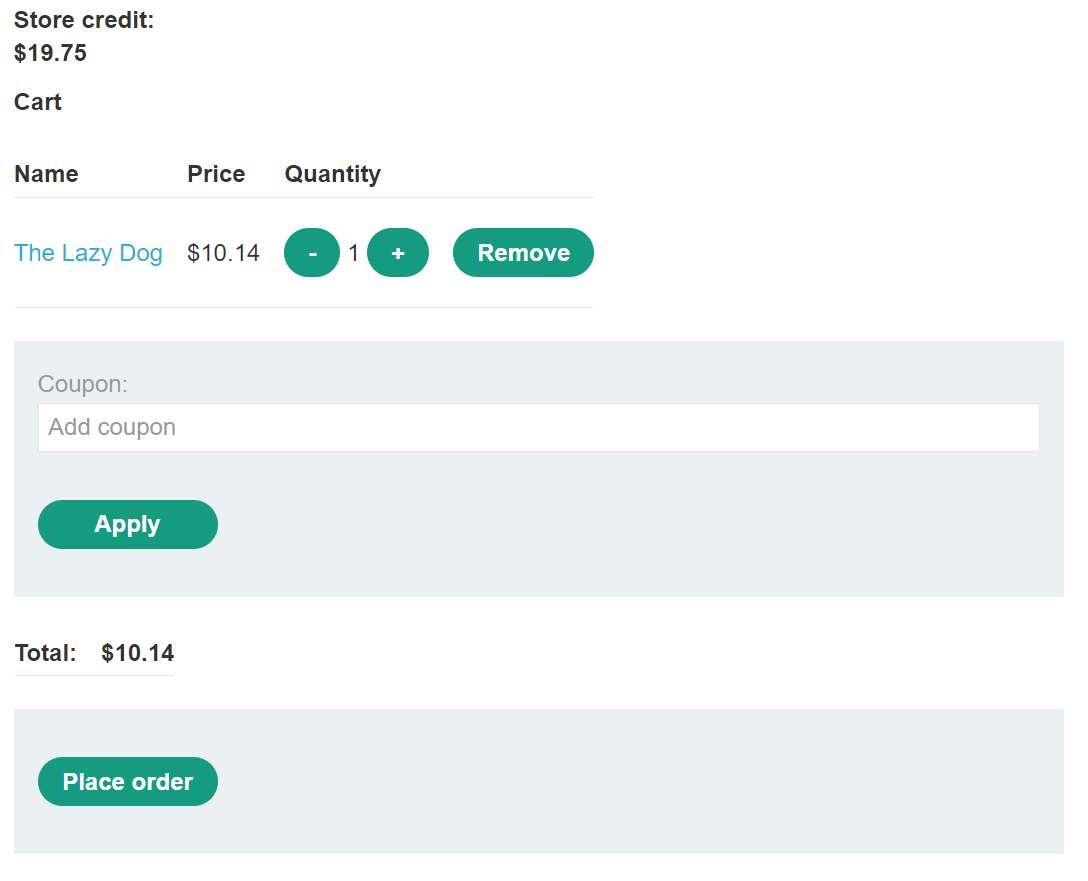 Store credit:
$19.75
Cart
Name Price Quantity
The Lazy Dog $10.14 - 1 + Remove
Coupon:
Add coupon
Apply
Total: $10.14
Place order